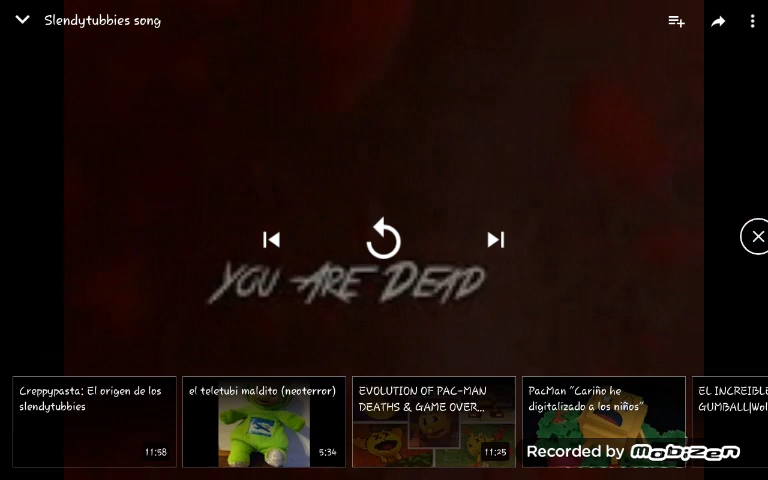 Slendytubbies song
YOU ARE DEAD
Creppypasta: El origen de los
slendytubbies
11:58
el teletubi maldito (neoterror)
5:34
EVOLUTION OF PAC-MAN
DEATHS & GAME OVER...
11:25
PacMan "Cariño he
digitalizado a los niños"
EL INCREIBLE
GUMBALL|Wol
Recorded by Mobizen